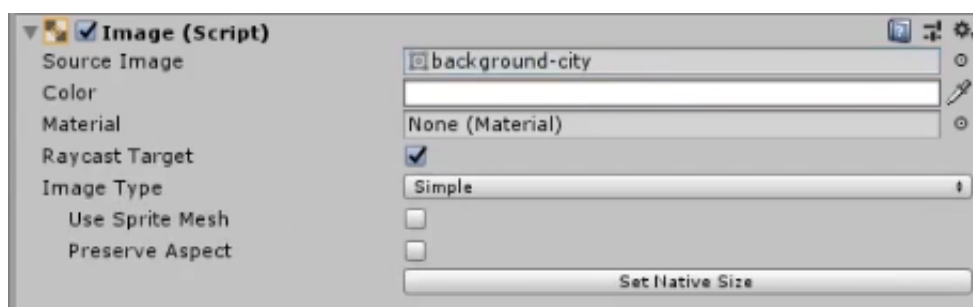 Image (Script)
Source Image background-city
Color
Material None (Material)
Raycast Target
Image Type Simple
Use Sprite Mesh
Preserve Aspect
Set Native Size